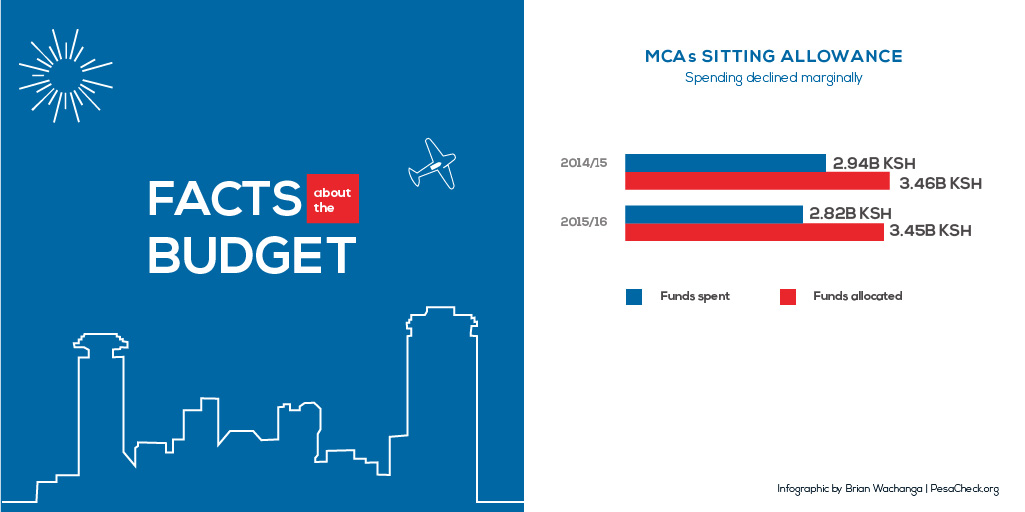 FACTS about
the
BUDGET
MCAs SITTING ALLOWANCE
Spending declined marginally
2014/15
2.94B KSH
3.46B KSH
2015/16
2.82B KSH
3.45B KSH
Funds spent
Funds allocated
Infographic by Brian Wachanga | PesaCheck.org